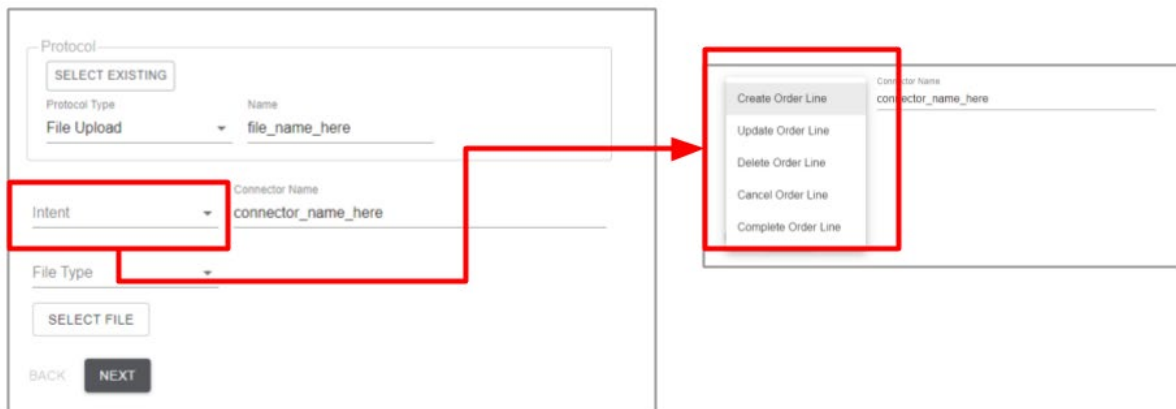 Protocol
SELECT EXISTING
Protocol Type
Name
File Upload
file_name_here
Intent
Connector Name
connector_name_here
File Type
SELECT FILE
BACK
NEXT
Connector Name
connector_name_here
Create Order Line
Update Order Line
Delete Order Line
Cancel Order Line
Complete Order Line